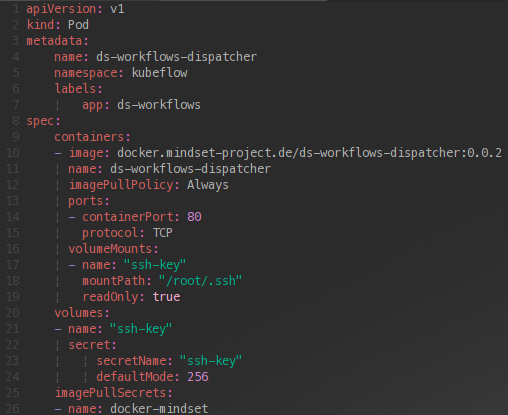 1 apiVersion: v1
2 kind: Pod
3 metadata:
4     name: ds-workflows-dispatcher
5     namespace: kubeflow
6     labels:
7         app: ds-workflows
8 spec:
9     containers:
10     - image: docker.mindset-project.de/ds-workflows-dispatcher:0.0.2
11       name: ds-workflows-dispatcher
12       imagePullPolicy: Always
13       ports:
14       - containerPort: 80
15         protocol: TCP
16       volumeMounts:
17       - name: "ssh-key"
18         mountPath: "/root/.ssh"
19         readOnly: true
20     volumes:
21     - name: "ssh-key"
22       secret:
23         secretName: "ssh-key"
24         defaultMode: 256
25     imagePullSecrets:
26     - name: docker-mindset